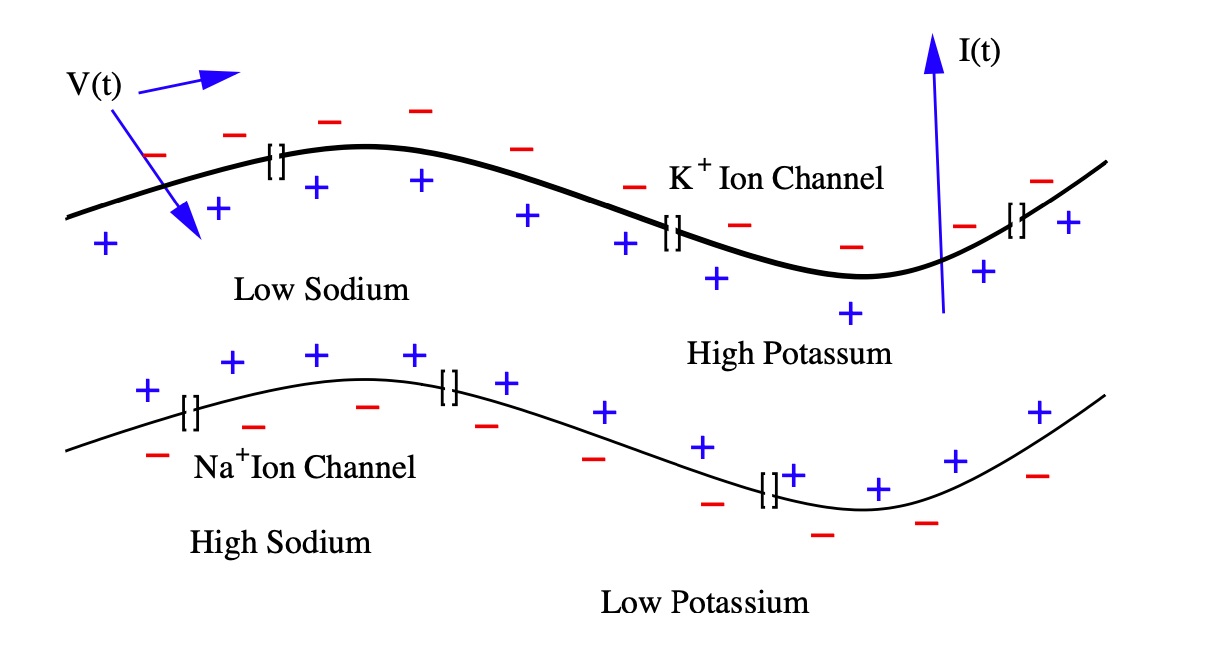 I(t)
V(t)
K+ Ion Channel
Low Sodium
High Potassum
Na+Ion Channel
High Sodium
Low Potassium